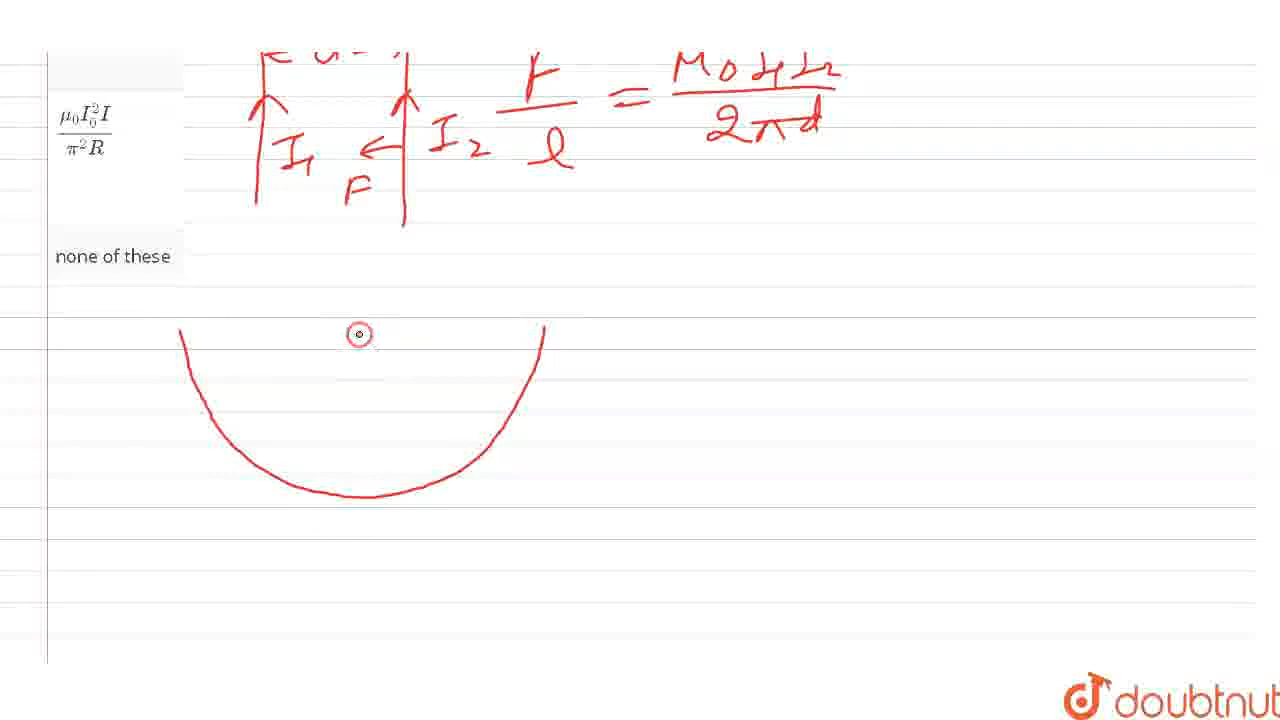 μ₀I₀²I / π²R
none of these
I₁ ← F I₂ F/l = μ₀I₁I₂ / 2πd
doubtnut